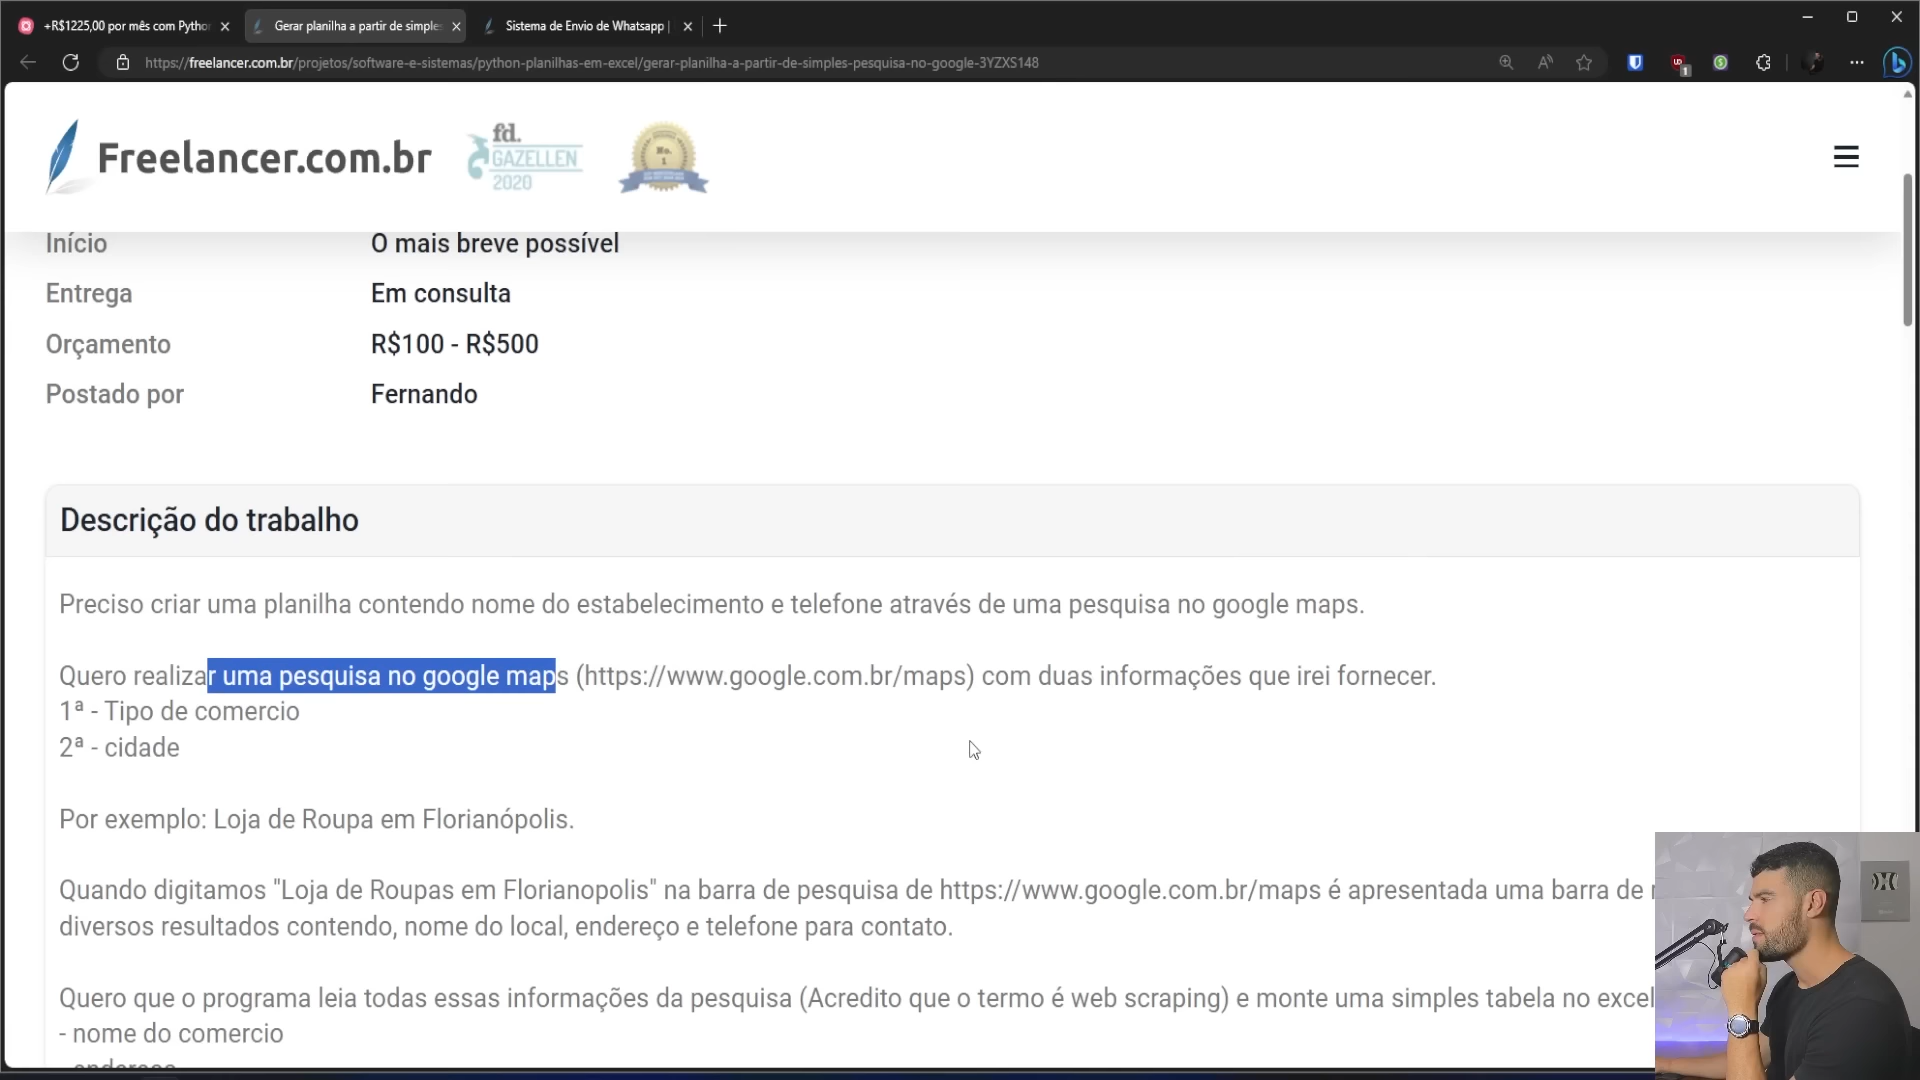 +R$1225,00 por mês com Pytho
Gerar planilha a partir de simples
Sistema de Envio de Whatsapp |
https://freelancer.com.br/projetos/software-e-sistemas/python-planilhas-em-excel/gerar-planilha-a-partir-de-simples-pesquisa-no-google-3YZXS148
Freelancer.com.br
fd.
GAZELLEN
2020
No.
1
Início
O mais breve possível
Entrega
Em consulta
Orçamento
R$100 - R$500
Postado por
Fernando
Descrição do trabalho
Preciso criar uma planilha contendo nome do estabelecimento e telefone através de uma pesquisa no google maps.
Quero realizar uma pesquisa no google maps (https://www.google.com.br/maps) com duas informações que irei fornecer.
1ª - Tipo de comercio
2ª - cidade
Por exemplo: Loja de Roupa em Florianópolis.
Quando digitamos "Loja de Roupas em Florianopolis" na barra de pesquisa de https://www.google.com.br/maps é apresentada uma barra de
diversos resultados contendo, nome do local, endereço e telefone para contato.
Quero que o programa leia todas essas informações da pesquisa (Acredito que o termo é web scraping) e monte uma simples tabela no excel
- nome do comercio